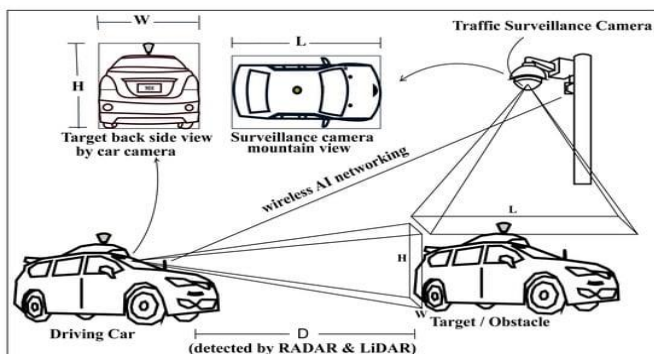 W
L
Traffic Surveillance Camera
H
Target back side view
by car camera
Surveillance camera
mountain view
wireless AI networking
L
H
W
Driving Car
D
Target / Obstacle
(detected by RADAR & LiDAR)